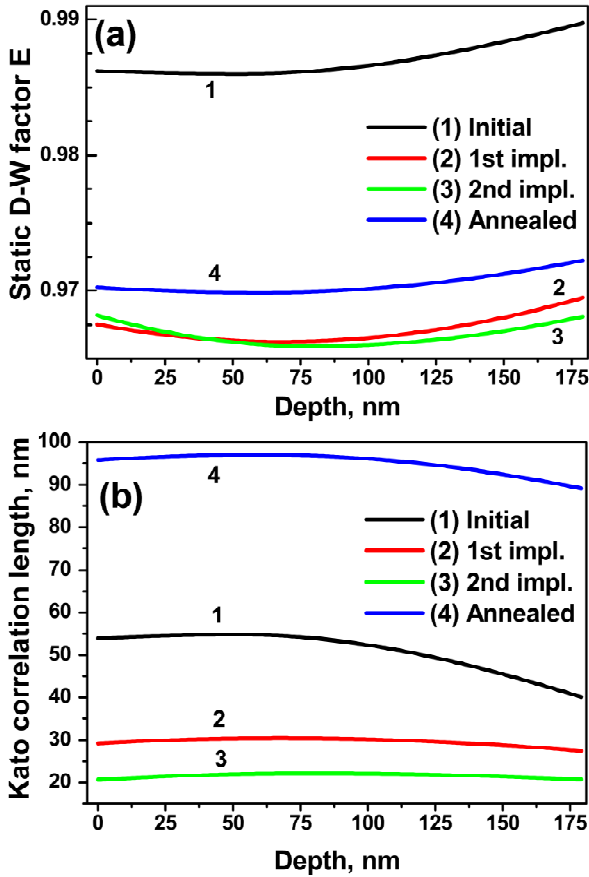 (a)
Static D-W factor E
0.99
0.98
0.97
1
4
2
3
(1) Initial
(2) 1st impl.
(3) 2nd impl.
(4) Annealed
0 25 50 75 100 125 150 175
Depth, nm
(b)
Kato correlation length, nm
100
90
80
70
60
50
40
30
20
4
1
2
3
(1) Initial
(2) 1st impl.
(3) 2nd impl.
(4) Annealed
0 25 50 75 100 125 150 175
Depth, nm